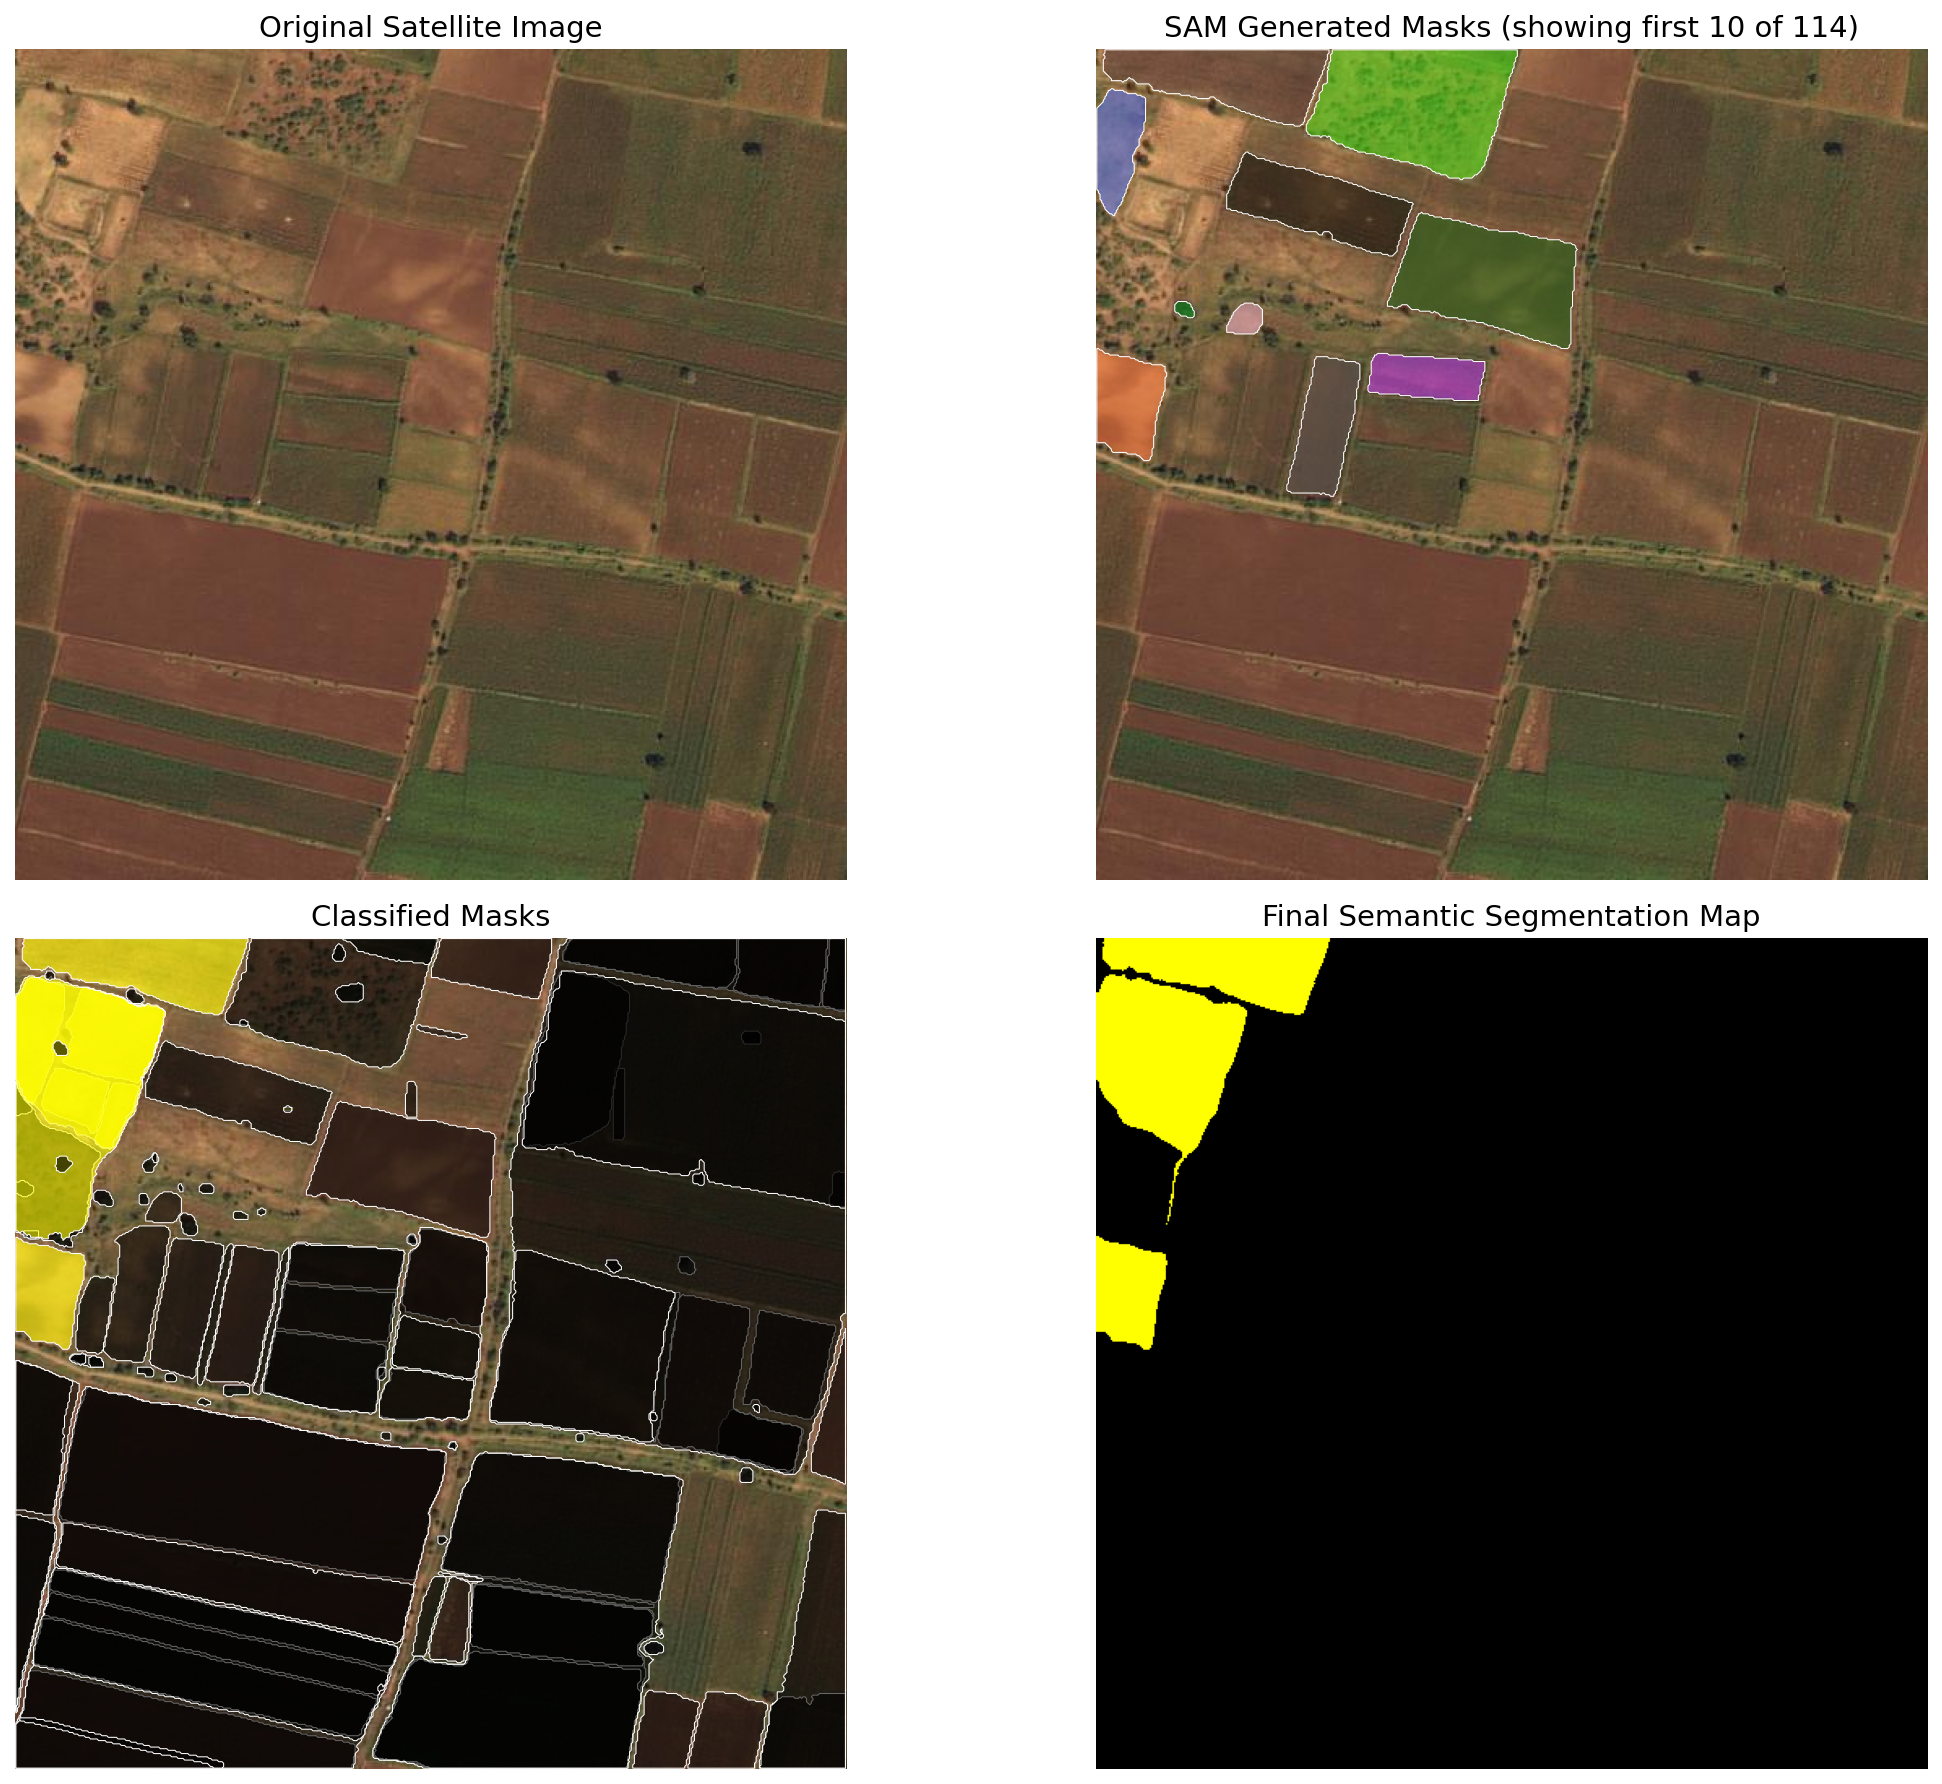 Original Satellite Image
SAM Generated Masks (showing first 10 of 114)
Classified Masks
Final Semantic Segmentation Map